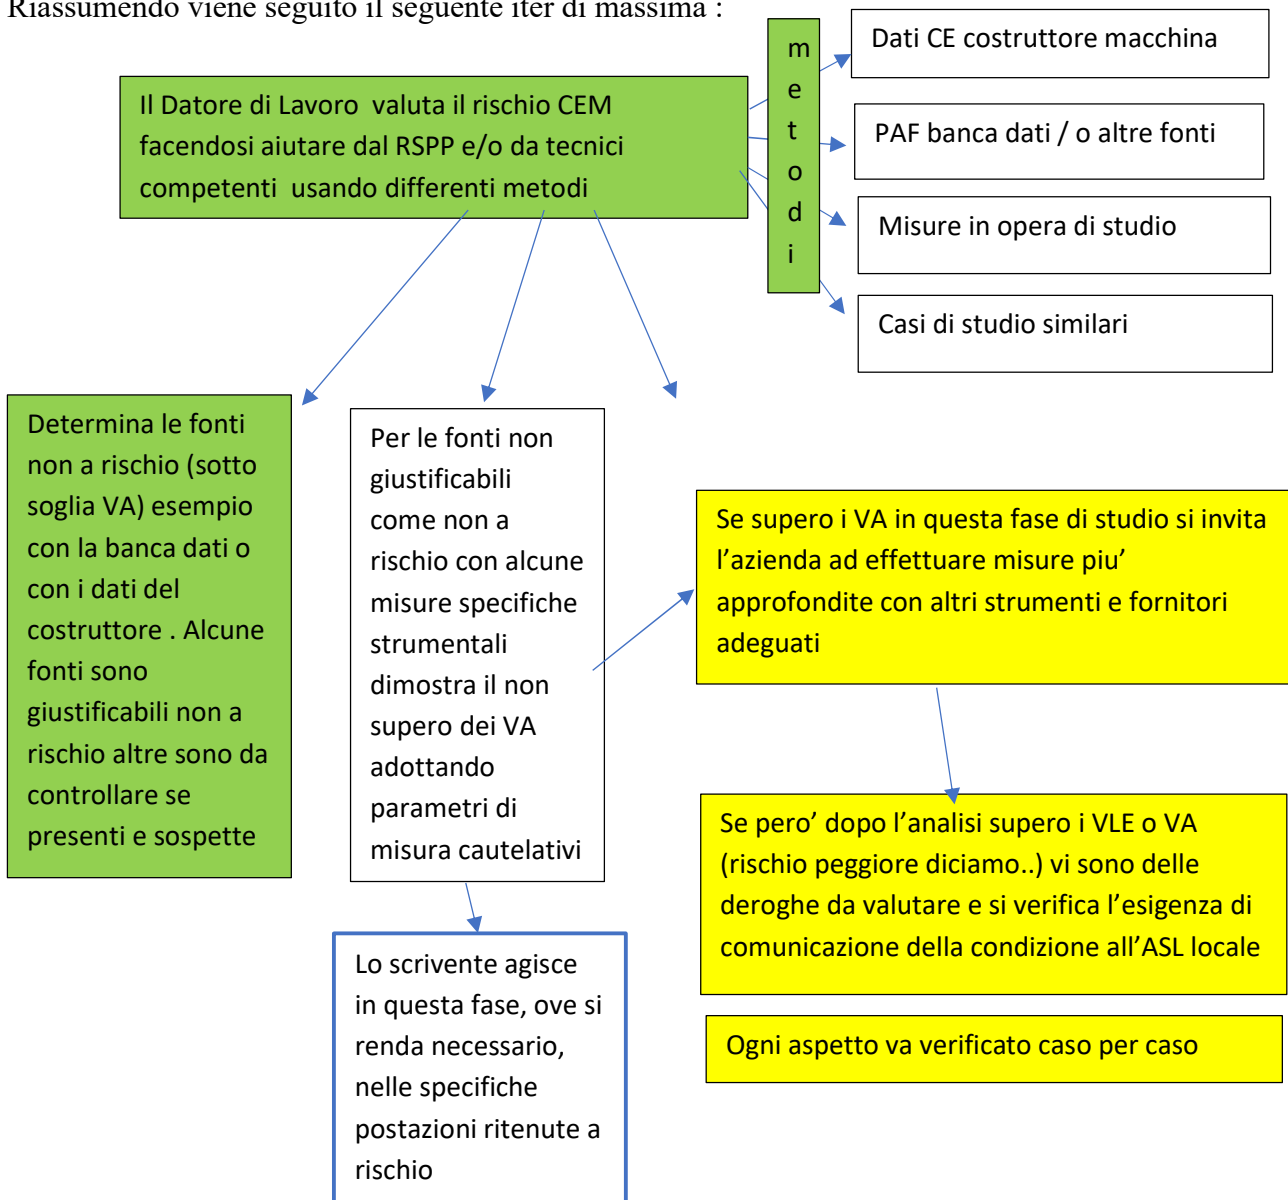 Riassumendo viene seguito il seguente iter di massima :
Il Datore di Lavoro valuta il rischio CEM
facendosi aiutare dal RSPP e/o da tecnici
competenti usando differenti metodi
m
e
t
o
d
i
Dati CE costruttore macchina
PAF banca dati / o altre fonti
Misure in opera di studio
Casi di studio similari
Determina le fonti
non a rischio (sotto
soglia VA) esempio
con la banca dati o
con i dati del
costruttore . Alcune
fonti sono
giustificabili non a
rischio altre sono da
controllare se
presenti e sospette
Per le fonti non
giustificabili
come non a
rischio con alcune
misure specifiche
strumentali
dimostra il non
supero dei VA
adottando
parametri di
misura cautelativi
Se supero i VA in questa fase di studio si invita
l’azienda ad effettuare misure piu’
approfondite con altri strumenti e fornitori
adeguati
Se pero’ dopo l’analisi supero i VLE o VA
(rischio peggiore diciamo..) vi sono delle
deroghe da valutare e si verifica l’esigenza di
comunicazione della condizione all’ASL locale
Ogni aspetto va verificato caso per caso
Lo scrivente agisce
in questa fase, ove si
renda necessario,
nelle specifiche
postazioni ritenute a
rischio